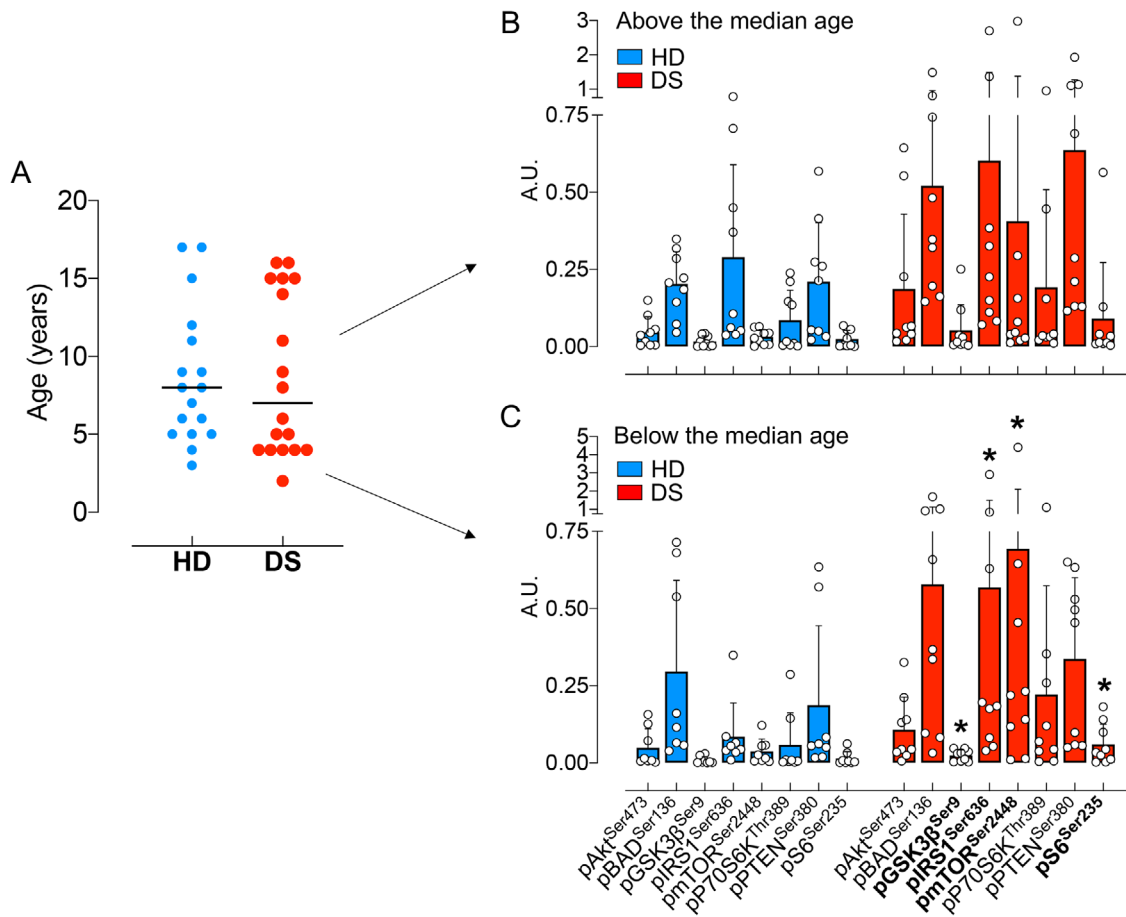 A
Age (years)
20
15
10
5
0
HD
DS
B
Above the median age
HD
DS
A.U.
3
2
1
0.75
0.50
0.25
0.00
C
Below the median age
HD
DS
A.U.
5
4
3
2
1
0.75
0.50
0.25
0.00
*
*
*
*
pAktSer473
pBADSer136
pGSK3βSer9
pIRS1Ser636
pmTORSer2448
pP70S6KThr389
pPTENSer380
pS6Ser235
pAktSer473
pBADSer136
pGSK3βSer9
pIRS1Ser636
pmTORSer2448
pP70S6KThr389
pPTENSer380
pS6Ser235